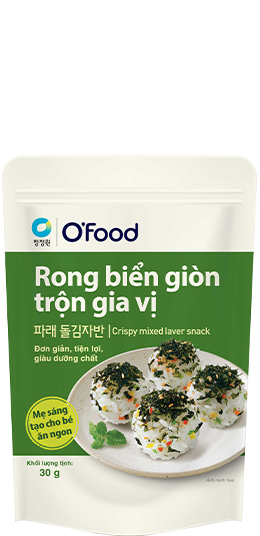 청정원
O'Food
Rong biển giòn
trộn gia vị
파래 돌김자반 | Crispy mixed laver snack
Đơn giản, tiện lợi,
giàu dưỡng chất
Mẹ sáng
tạo cho bé
ăn ngon
Khối lượng tịnh:
30 g